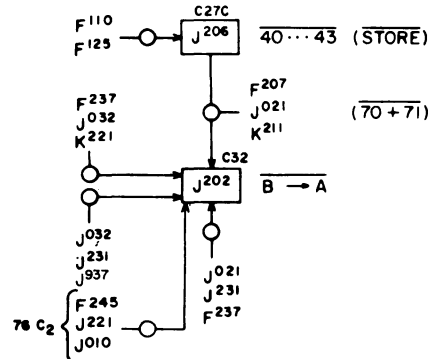 C27C
F110
F125
J206
40 ··· 43 (STORE)
F207
J021
K211
(70 + 71)
F237
J032
K221
C32
J202
B → A
J032
J231
J937
J021
J231
F237
76 C2
F245
J221
J010